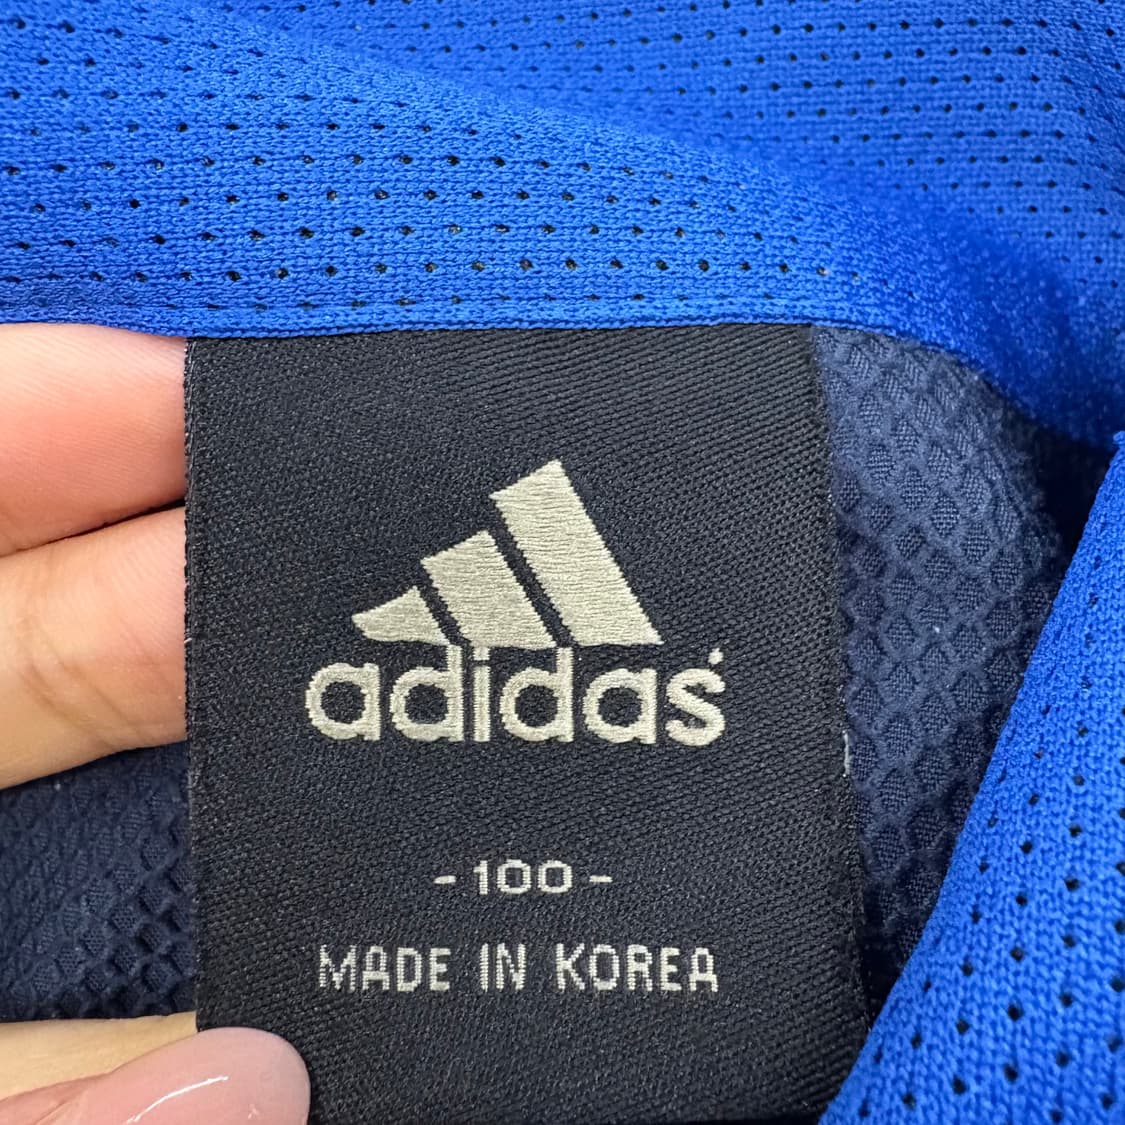 adidas
- 100 -
MADE IN KOREA